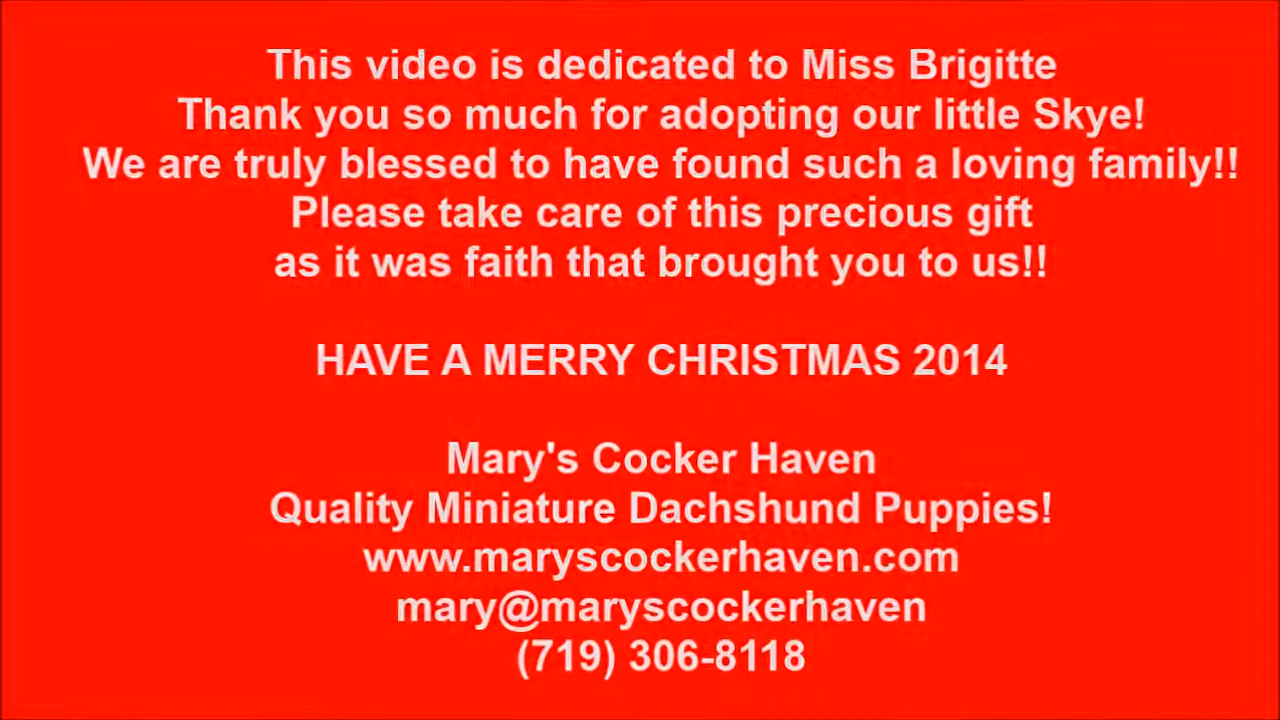 This video is dedicated to Miss Brigitte
Thank you so much for adopting our little Skye!
We are truly blessed to have found such a loving family!!
Please take care of this precious gift
as it was faith that brought you to us!!
HAVE A MERRY CHRISTMAS 2014
Mary's Cocker Haven
Quality Miniature Dachshund Puppies!
www.maryscockerhaven.com
mary@maryscockerhaven
(719) 306-8118